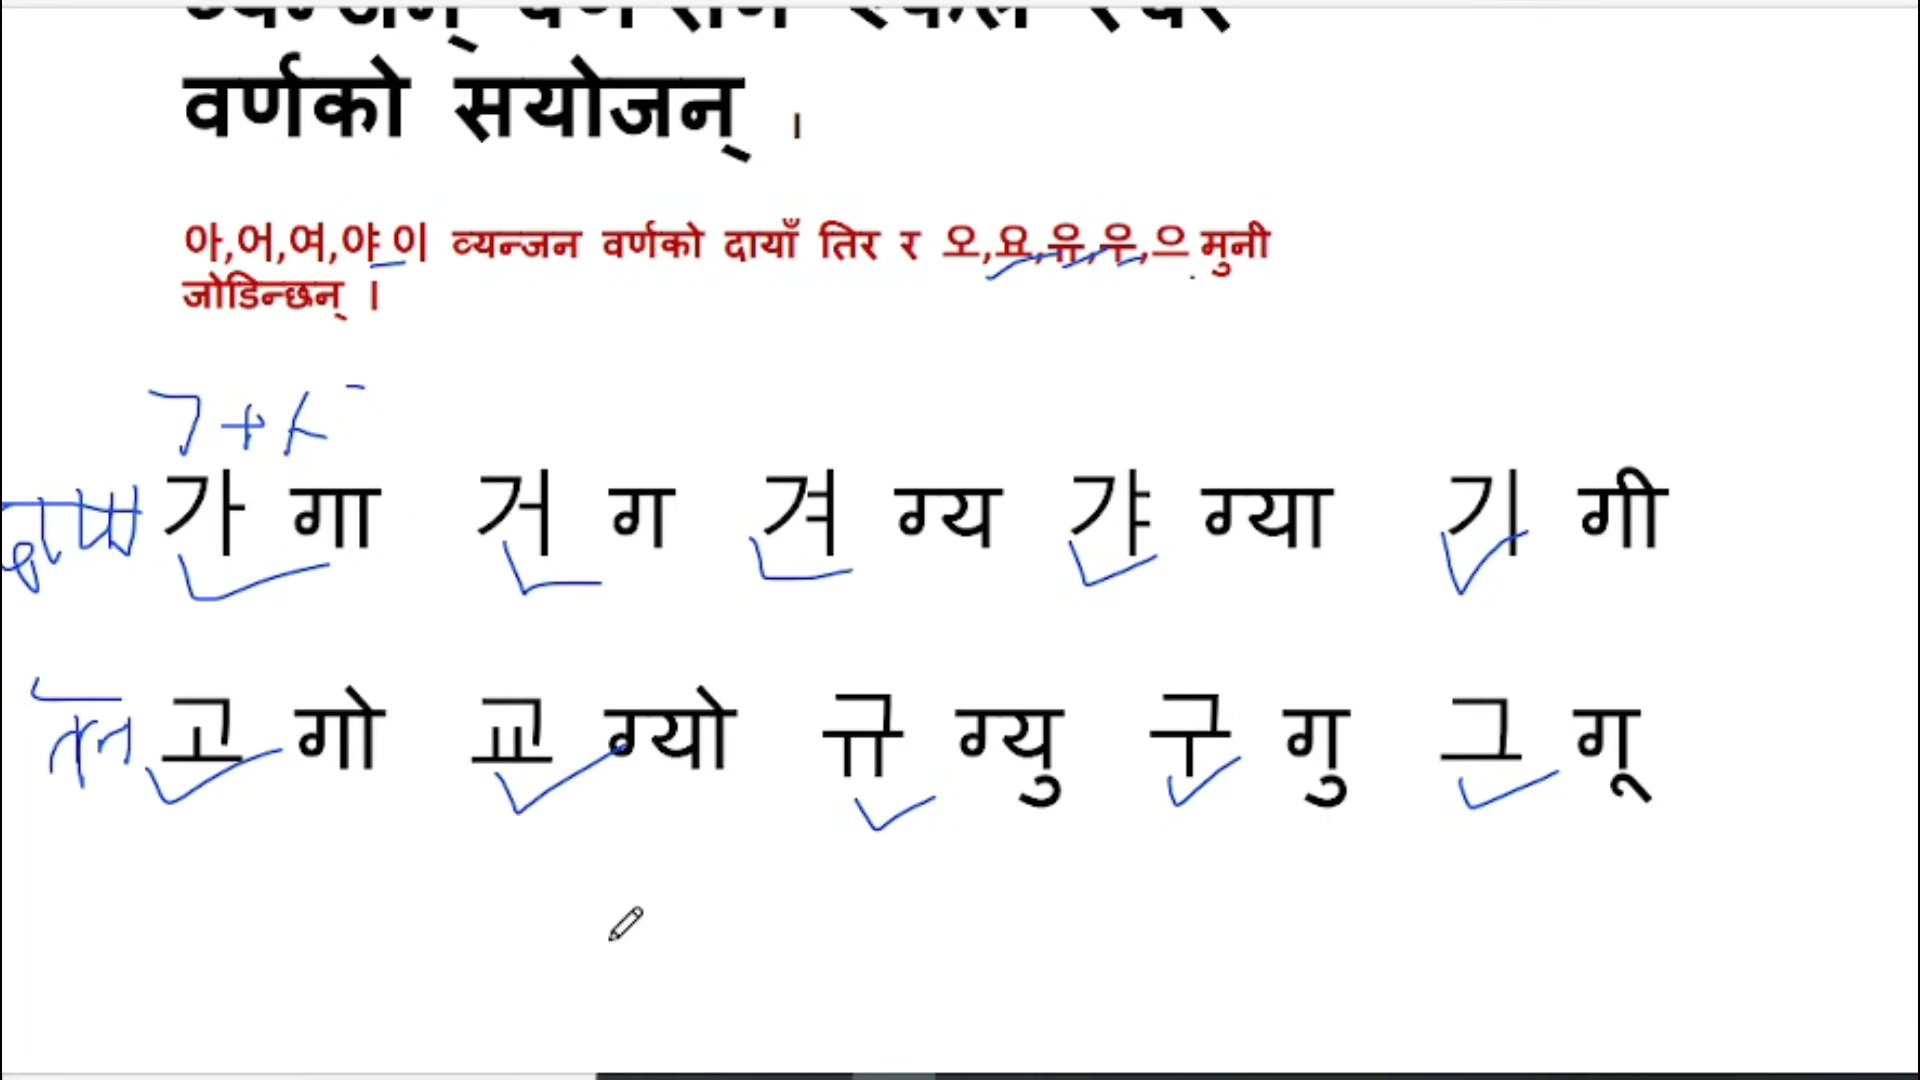 वर्णको सयोजन् ।
아,어,여,야 이 व्यन्जन वर्णको दायाँ तिर र 오,요,유,우,으 मुनी
जोडिन्छन् ।
ㄱ+ㅏ
가 गा 거 ग 겨 ग्य 갸 ग्या 기 गी
고 गो 교 ग्यो 규 ग्यु 구 गु 그 गू